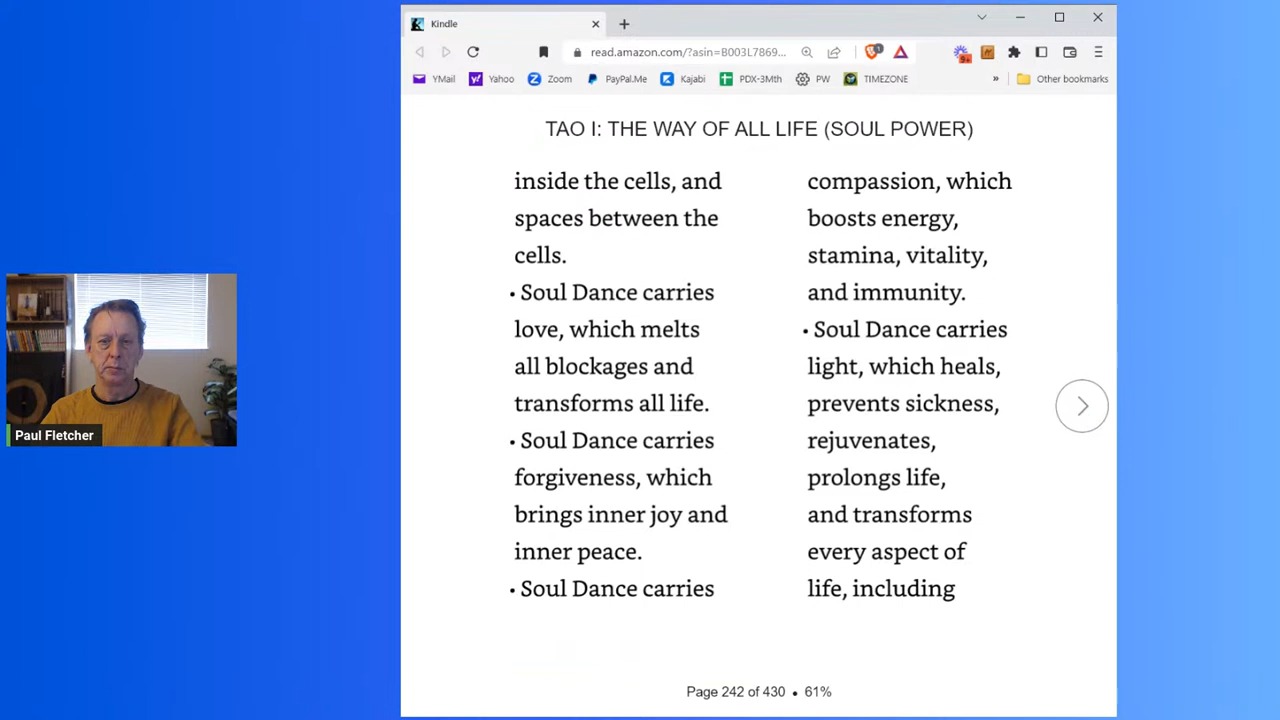 Kindle
read.amazon.com/?asin=B003L7869...
9+
YMail
Yahoo
Zoom
PayPal.Me
Kajabi
PDX-3Mth
PW
TIMEZONE
»
Other bookmarks
TAO I: THE WAY OF ALL LIFE (SOUL POWER)
inside the cells, and
spaces between the
cells.
• Soul Dance carries
love, which melts
all blockages and
transforms all life.
• Soul Dance carries
forgiveness, which
brings inner joy and
inner peace.
• Soul Dance carries
compassion, which
boosts energy,
stamina, vitality,
and immunity.
• Soul Dance carries
light, which heals,
prevents sickness,
rejuvenates,
prolongs life,
and transforms
every aspect of
life, including
Page 242 of 430 • 61%
Paul Fletcher